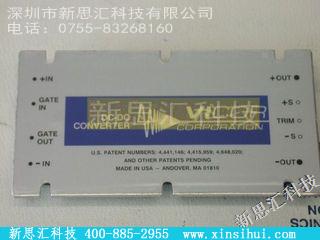 深圳市新思汇科技有限公司
电话：0755-83268160
+IN
GATE IN
GATE OUT
-IN
+OUT
+S
TRIM
-S
-OUT
新思汇科技
DC-DC CONVERTER
VICOR CORPORATION
U.S. PATENT NUMBERS: 4,441,146; 4,415,959; 4,648,020;
AND OTHER PATENTS PENDING
MADE IN USA - ANDOVER, MA 01810
新思汇科技 400-885-2955 www.xinsihui.com